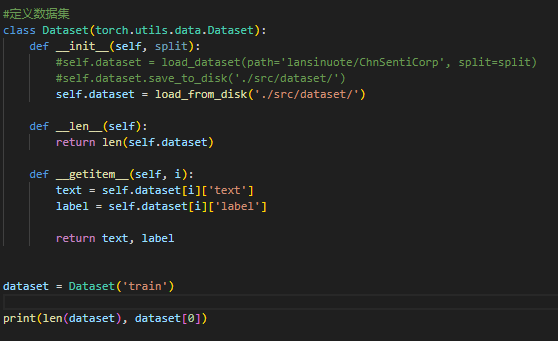 #定义数据集
class Dataset(torch.utils.data.Dataset):
    def __init__(self, split):
        #self.dataset = load_dataset(path='lansinuote/ChnSentiCorp', split=split)
        #self.dataset.save_to_disk('./src/dataset/')
        self.dataset = load_from_disk('./src/dataset/')
    def __len__(self):
        return len(self.dataset)
    def __getitem__(self, i):
        text = self.dataset[i]['text']
        label = self.dataset[i]['label']
        return text, label
dataset = Dataset('train')
print(len(dataset), dataset[0])